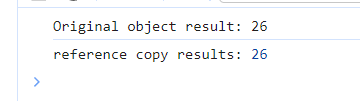 Original object result: 26
reference copy results: 26